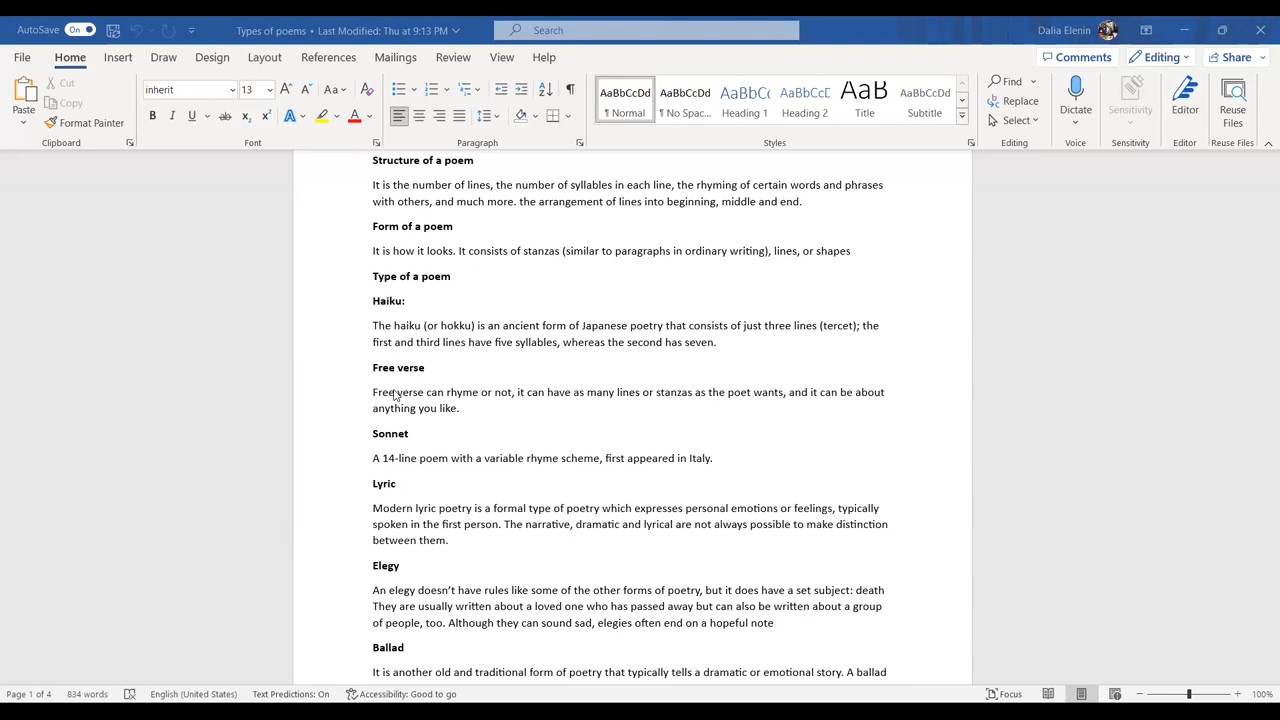 AutoSave On Types of poems • Last Modified: Thu at 9:13 PM Search Dalia Elenin
File Home Insert Draw Design Layout References Mailings Review View Help Comments Editing Share
Paste Cut Copy Format Painter Clipboard
inherit 13 Aa B I U ab x₂ x² A A Font
Paragraph
AaBbCcDd ¶ Normal
AaBbCcDd ¶ No Spac...
AaBbCc Heading 1
AaBbCcD Heading 2
AaB Title
AaBbCcD Subtitle
Styles
Find Replace Select Editing
Dictate Voice
Sensitivity Sensitivity
Editor Editor
Reuse Files Reuse Files
Structure of a poem
It is the number of lines, the number of syllables in each line, the rhyming of certain words and phrases
with others, and much more. the arrangement of lines into beginning, middle and end.
Form of a poem
It is how it looks. It consists of stanzas (similar to paragraphs in ordinary writing), lines, or shapes
Type of a poem
Haiku:
The haiku (or hokku) is an ancient form of Japanese poetry that consists of just three lines (tercet); the
first and third lines have five syllables, whereas the second has seven.
Free verse
Free verse can rhyme or not, it can have as many lines or stanzas as the poet wants, and it can be about
anything you like.
Sonnet
A 14-line poem with a variable rhyme scheme, first appeared in Italy.
Lyric
Modern lyric poetry is a formal type of poetry which expresses personal emotions or feelings, typically
spoken in the first person. The narrative, dramatic and lyrical are not always possible to make distinction
between them.
Elegy
An elegy doesn't have rules like some of the other forms of poetry, but it does have a set subject: death
They are usually written about a loved one who has passed away but can also be written about a group
of people, too. Although they can sound sad, elegies often end on a hopeful note
Ballad
It is another old and traditional form of poetry that typically tells a dramatic or emotional story. A ballad
Page 1 of 4 834 words English (United States) Text Predictions: On Accessibility: Good to go Focus 100%